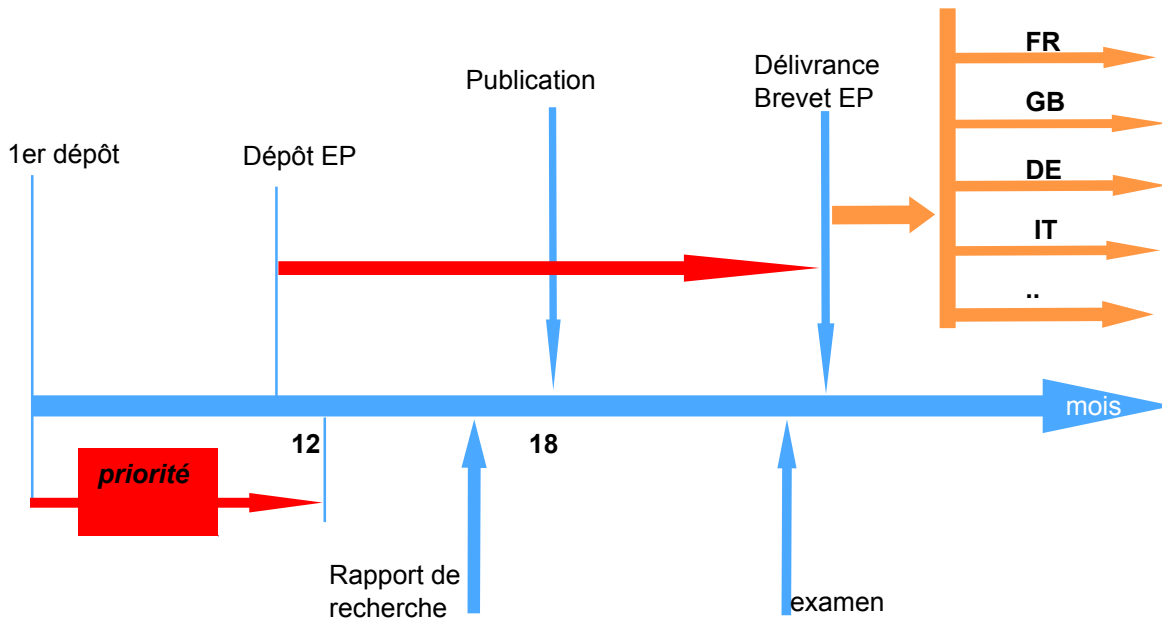 FR
Publication
Délivrance
Brevet EP
GB
1er dépôt
Dépôt EP
DE
IT
..
mois
12
18
priorité
Rapport de
recherche
examen